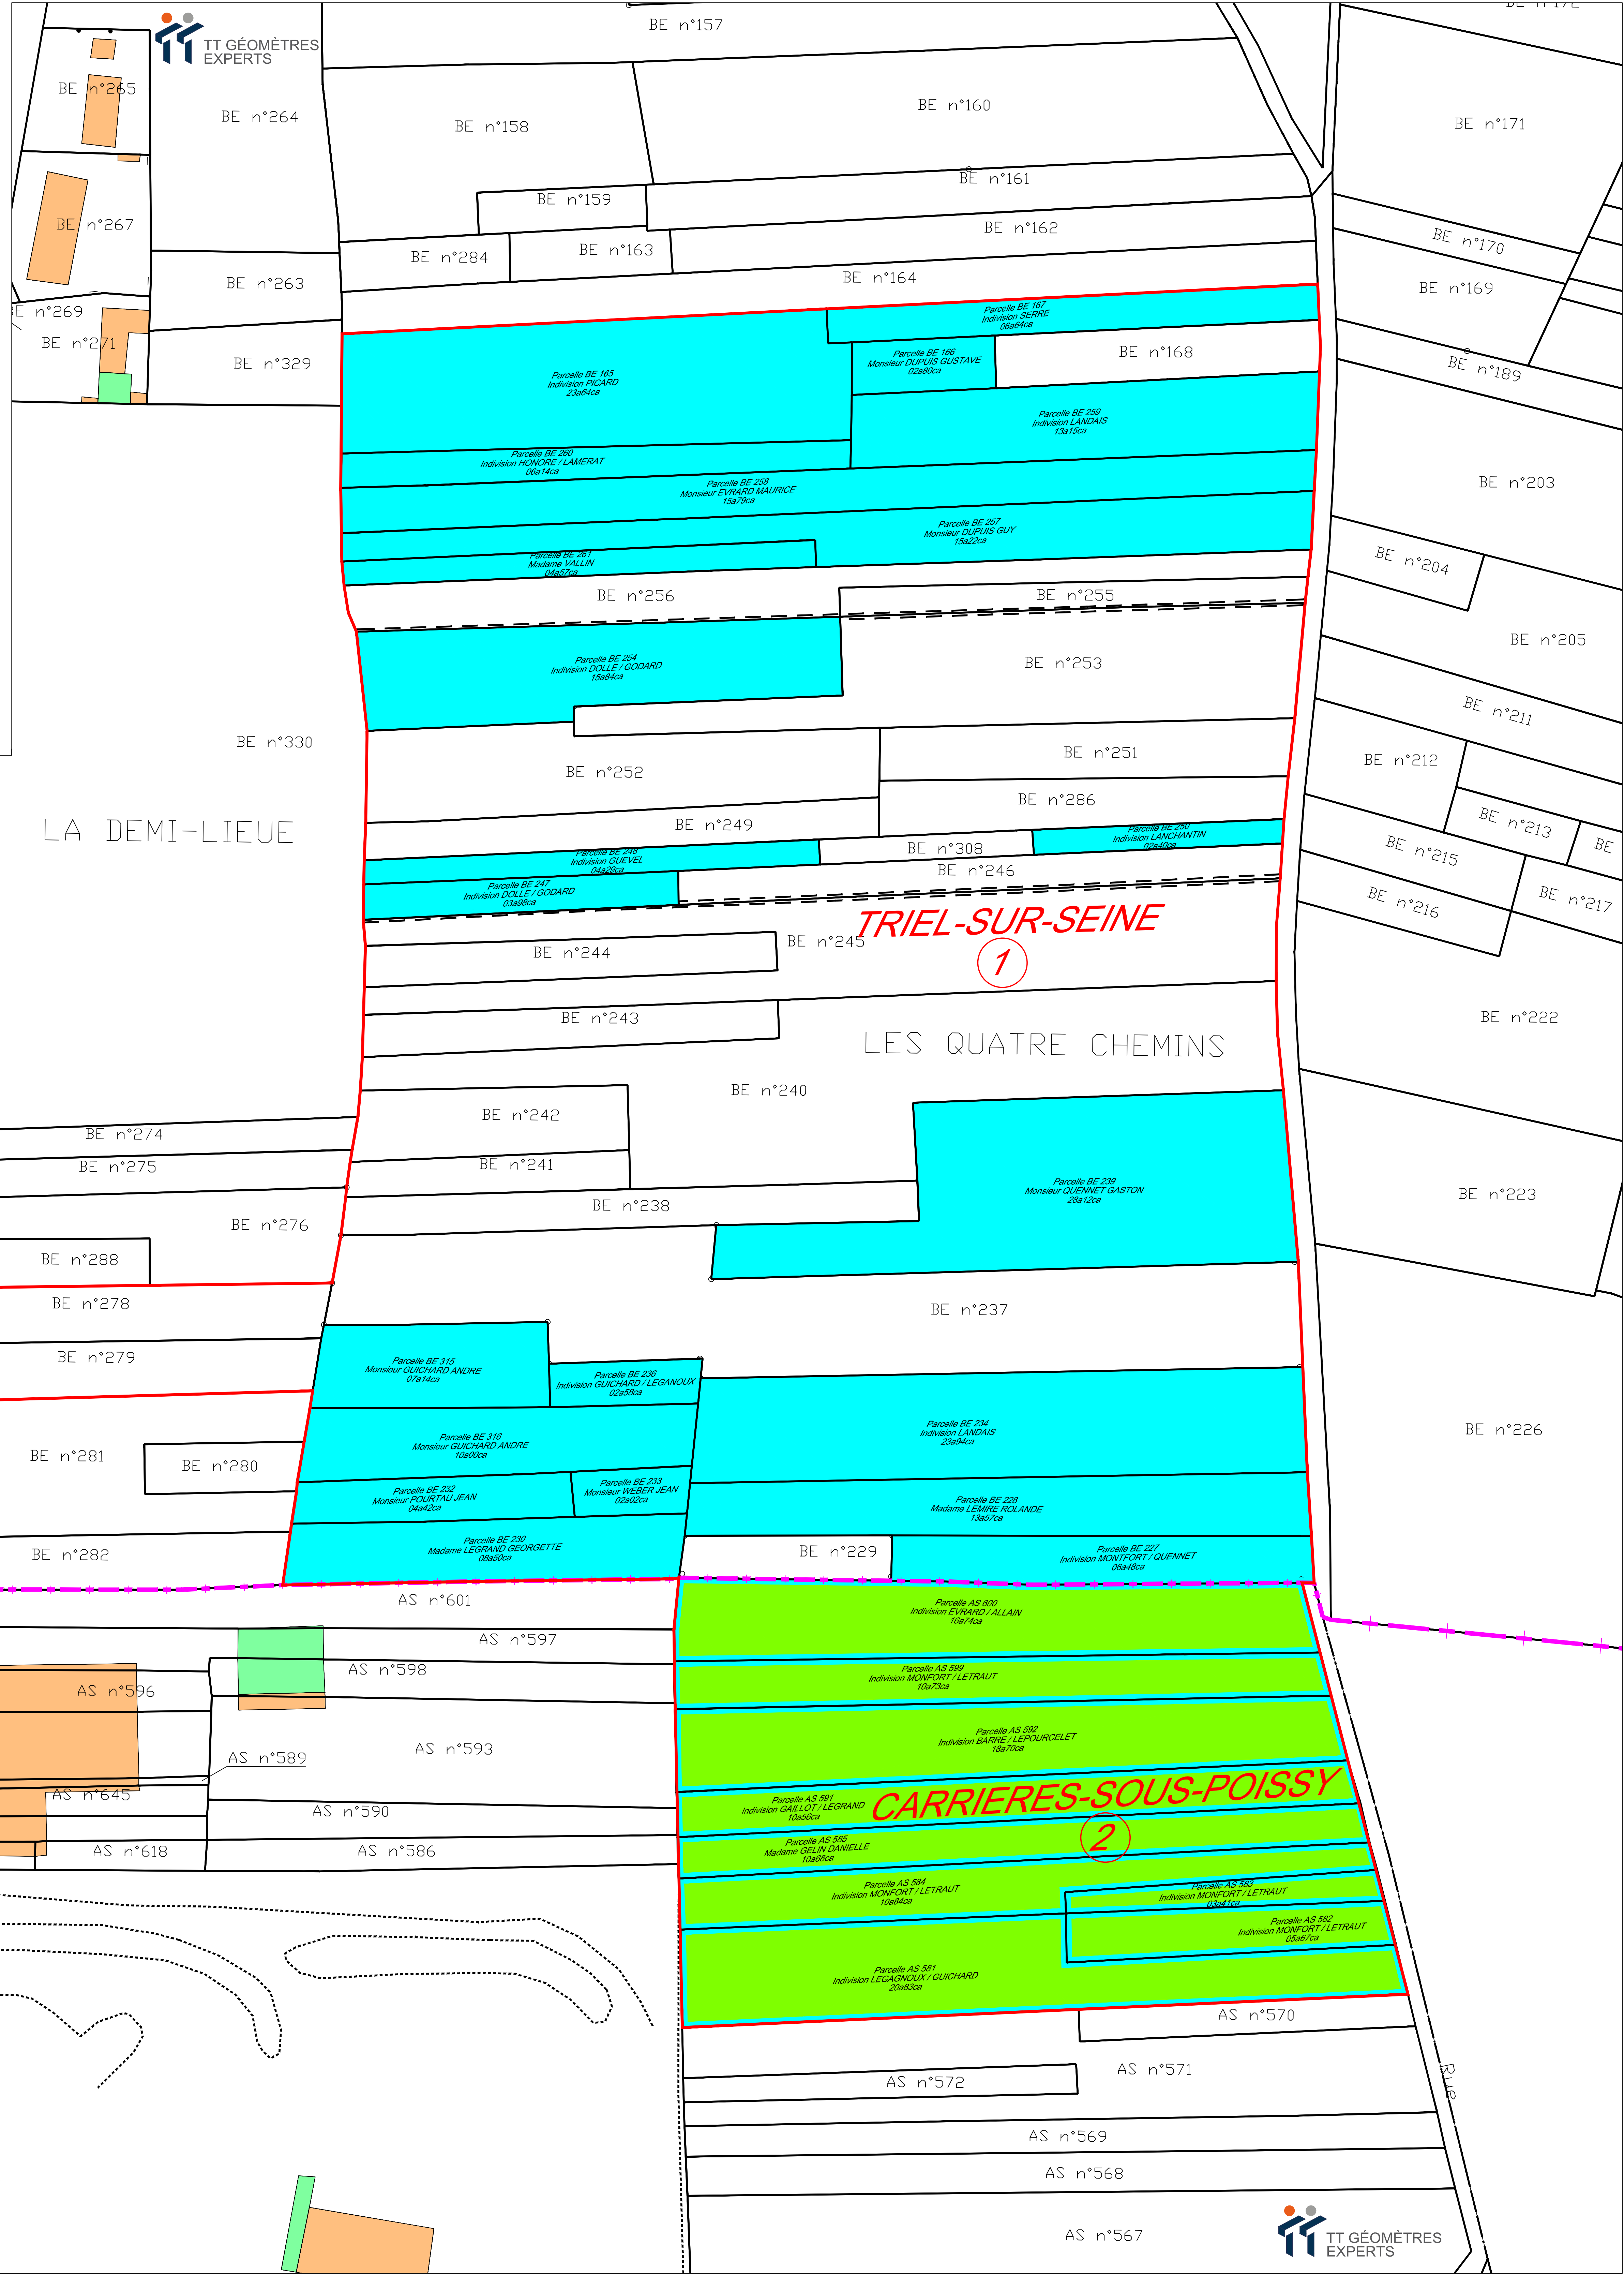 BE n°157
TT GÉOMÈTRES
EXPERTS
BE n°265
BE n°264
BE n°158
BE n°160
BE n°171
BE n°161
BE n°159
BE n°267
BE n°162
BE n°170
BE n°284
BE n°163
BE n°263
BE n°164
BE n°169
BE n°271
BE n°329
Parcelle BE 167
Indivision SERRE
06a64ca
Parcelle BE 166
Monsieur DUPUIS GUSTAVE
02a80ca
BE n°168
BE n°189
Parcelle BE 165
Indivision PICARD
23a64ca
Parcelle BE 259
Indivision LANDAIS
13a15ca
Parcelle BE 260
Indivision HONORE / LAMERAT
06a14ca
Parcelle BE 258
Monsieur EVRARD MAURICE
15a79ca
BE n°203
Parcelle BE 257
Monsieur DUPUIS GUY
15a22ca
Parcelle BE 261
Madame VALLIN
04a57ca
BE n°204
BE n°256
BE n°255
BE n°205
Parcelle BE 254
Indivision DOLLE / GODARD
15a84ca
BE n°253
BE n°211
BE n°330
BE n°252
BE n°251
BE n°212
BE n°286
LA DEMI-LIEUE
BE n°249
BE n°213
BE
Parcelle BE 250
Indivision LANCHANTIN
02a40ca
BE n°308
BE n°215
Parcelle BE 248
Indivision GUEVEL
04a29ca
BE n°246
Parcelle BE 247
Indivision DOLLE / GODARD
03a98ca
BE n°216
BE n°217
TRIEL-SUR-SEINE
1
BE n°245
BE n°244
BE n°243
BE n°222
LES QUATRE CHEMINS
BE n°240
BE n°242
BE n°274
BE n°241
BE n°275
Parcelle BE 239
Monsieur QUENNET GASTON
28a12ca
BE n°223
BE n°238
BE n°276
BE n°288
BE n°278
BE n°237
BE n°279
Parcelle BE 315
Monsieur GUICHARD ANDRE
07a14ca
Parcelle BE 236
Indivision GUICHARD / LEGANOUX
02a58ca
Parcelle BE 234
Indivision LANDAIS
23a94ca
BE n°226
Parcelle BE 316
Monsieur GUICHARD ANDRE
10a00ca
BE n°281
BE n°280
Parcelle BE 232
Monsieur POURTAU JEAN
04a42ca
Parcelle BE 233
Monsieur WEBER JEAN
02a02ca
Parcelle BE 228
Madame LEMIRE ROLANDE
13a57ca
Parcelle BE 230
Madame LEGRAND GEORGETTE
08a50ca
BE n°282
BE n°229
Parcelle BE 227
Indivision MONTFORT / QUENNET
06a48ca
AS n°601
Parcelle AS 600
Indivision EVRARD / ALLAIN
16a74ca
AS n°597
AS n°598
Parcelle AS 599
Indivision MONFORT / LETRAUT
10a73ca
AS n°596
Parcelle AS 592
Indivision BARRE / LEPOURCELET
18a70ca
AS n°593
AS n°589
AS n°645
Parcelle AS 591
Indivision GAILLOT / LEGRAND
10a56ca
CARRIERES-SOUS-POISSY
2
AS n°590
Parcelle AS 585
Madame GELIN DANIELLE
10a68ca
AS n°618
AS n°586
Parcelle AS 584
Indivision MONFORT / LETRAUT
10a84ca
Parcelle AS 583
Indivision MONFORT / LETRAUT
03a41ca
Parcelle AS 582
Indivision MONFORT / LETRAUT
05a67ca
Parcelle AS 581
Indivision LEGAGNOUX / GUICHARD
20a83ca
AS n°570
AS n°571
AS n°572
Rue
AS n°569
AS n°568
AS n°567
TT GÉOMÈTRES
EXPERTS